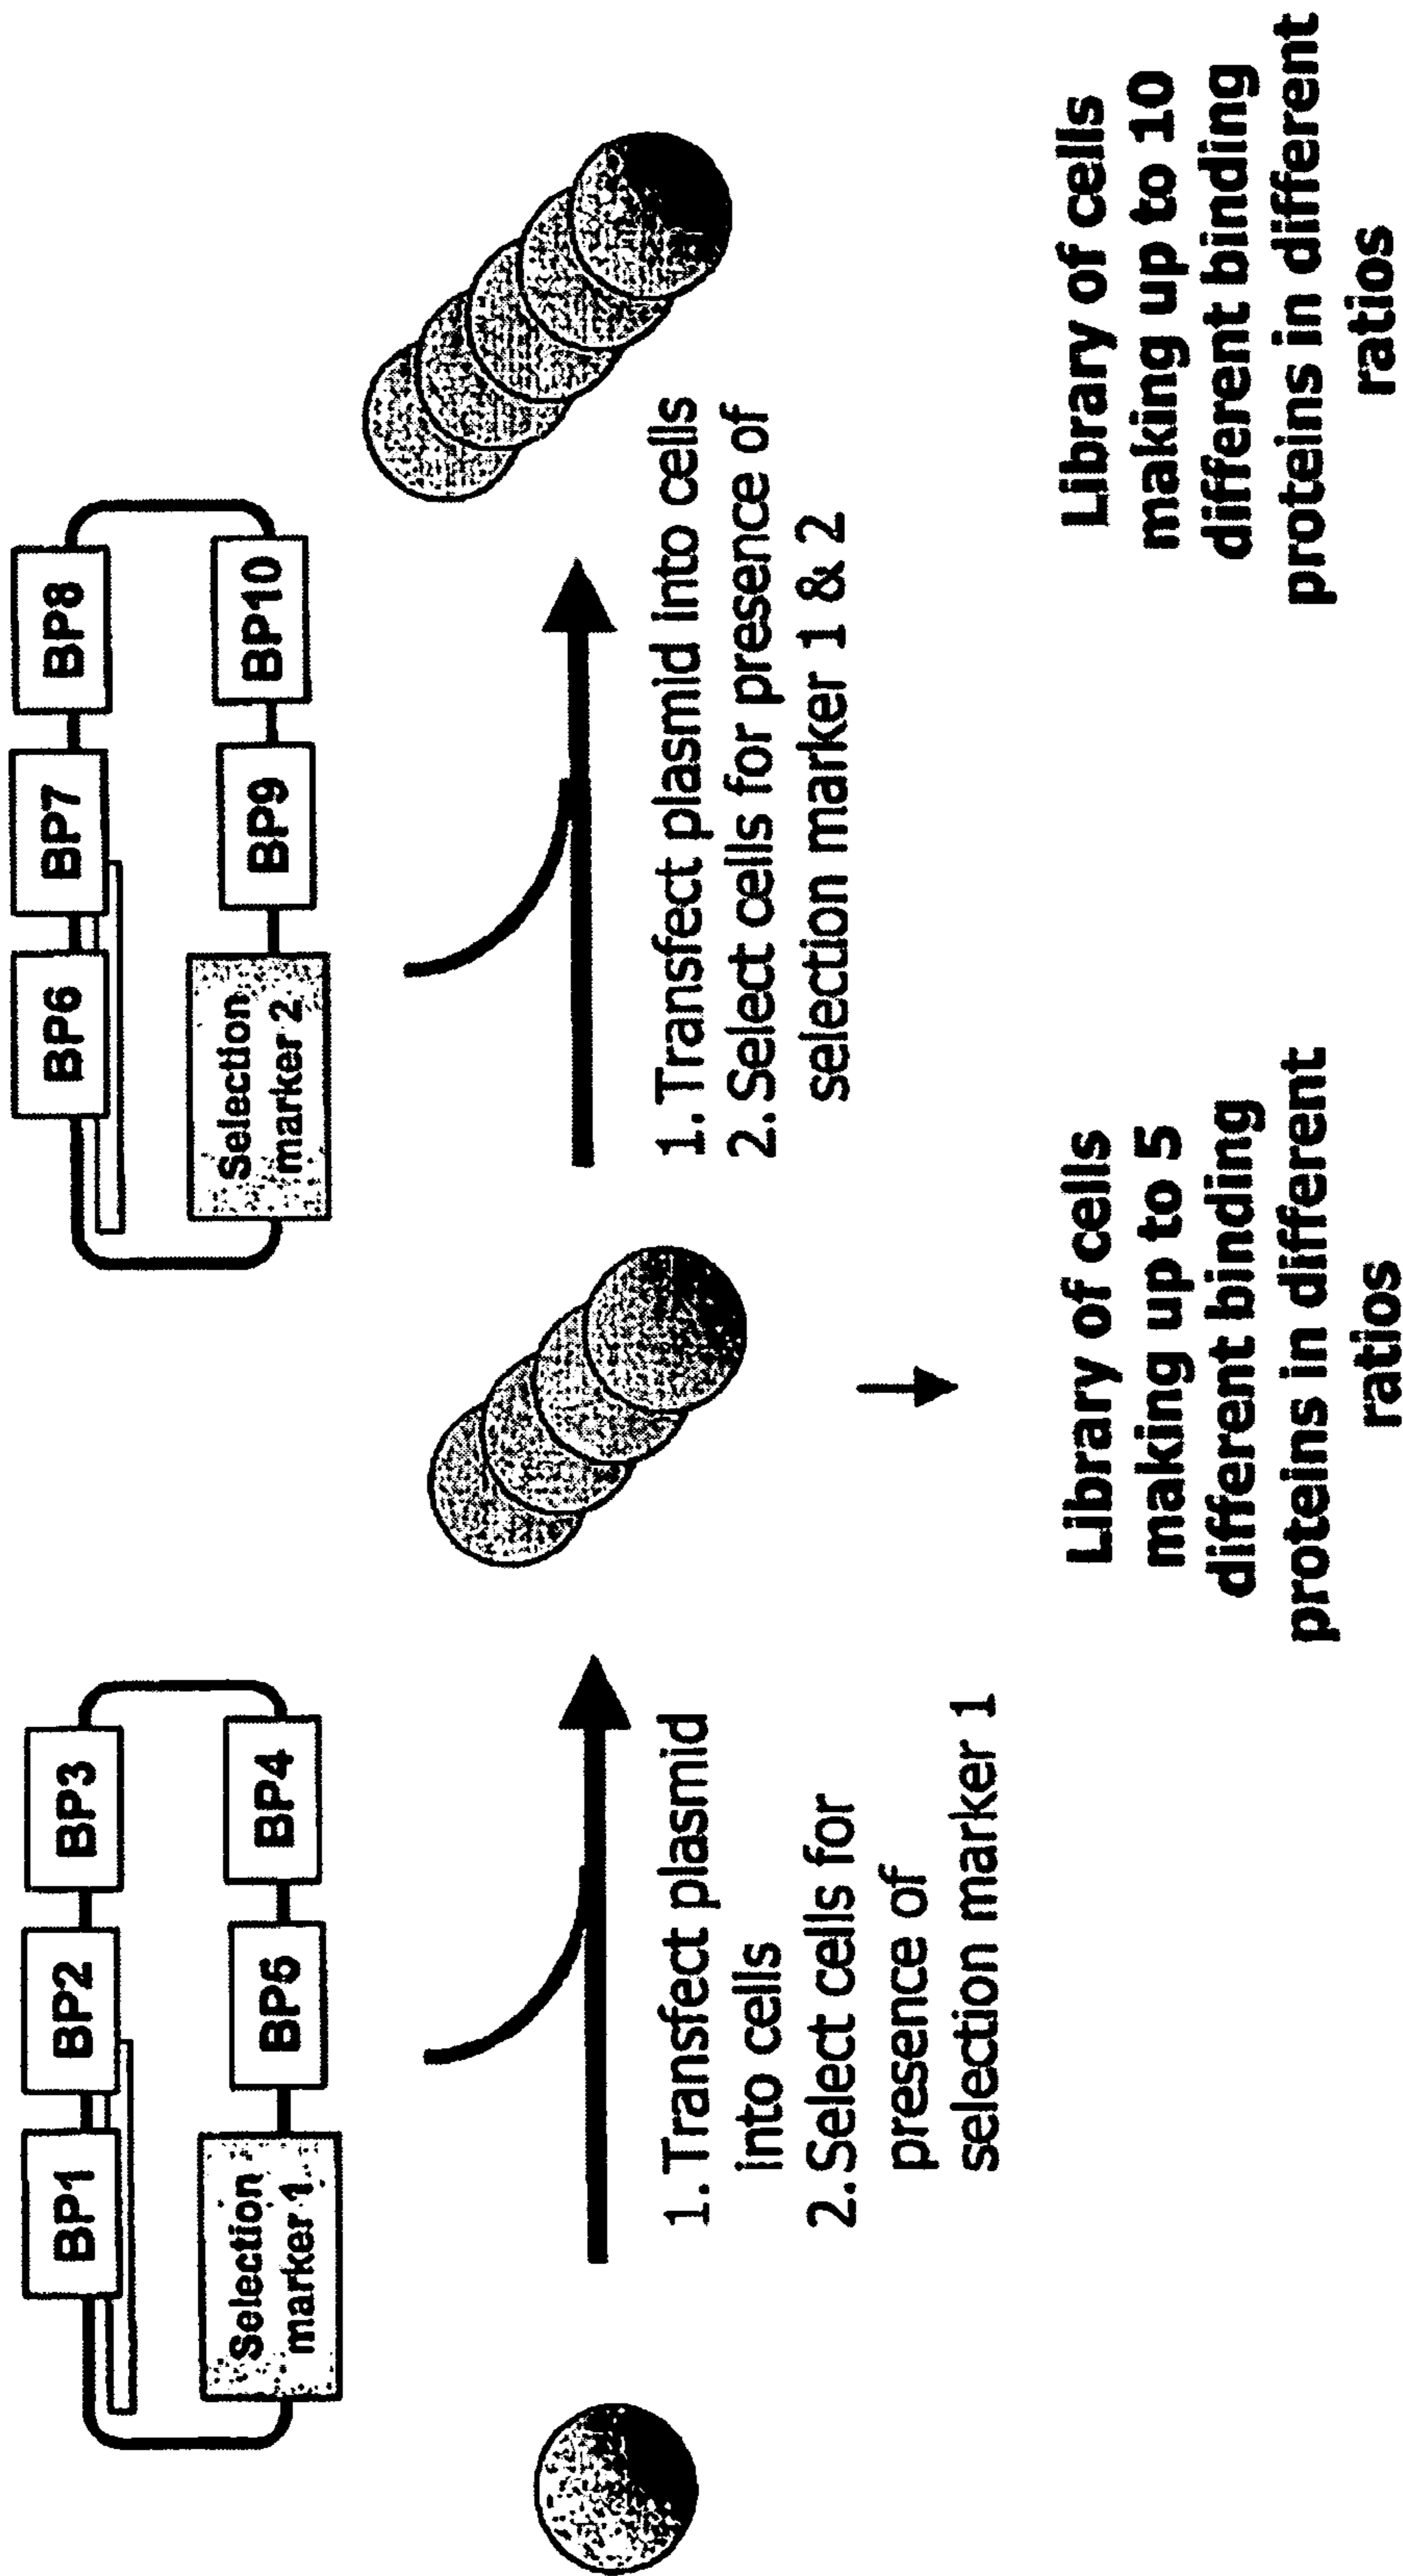 BP1
BP2
BP3
Selection
marker 1
BP5
BP4
1. Transfect plasmid
into cells
2. Select cells for
presence of
selection marker 1
BP6
BP7
BP8
Selection
marker 2
BP9
BP10
1. Transfect plasmid into cells
2. Select cells for presence of
selection marker 1 & 2
Library of cells
making up to 5
different binding
proteins in different
ratios
Library of cells
making up to 10
different binding
proteins in different
ratios